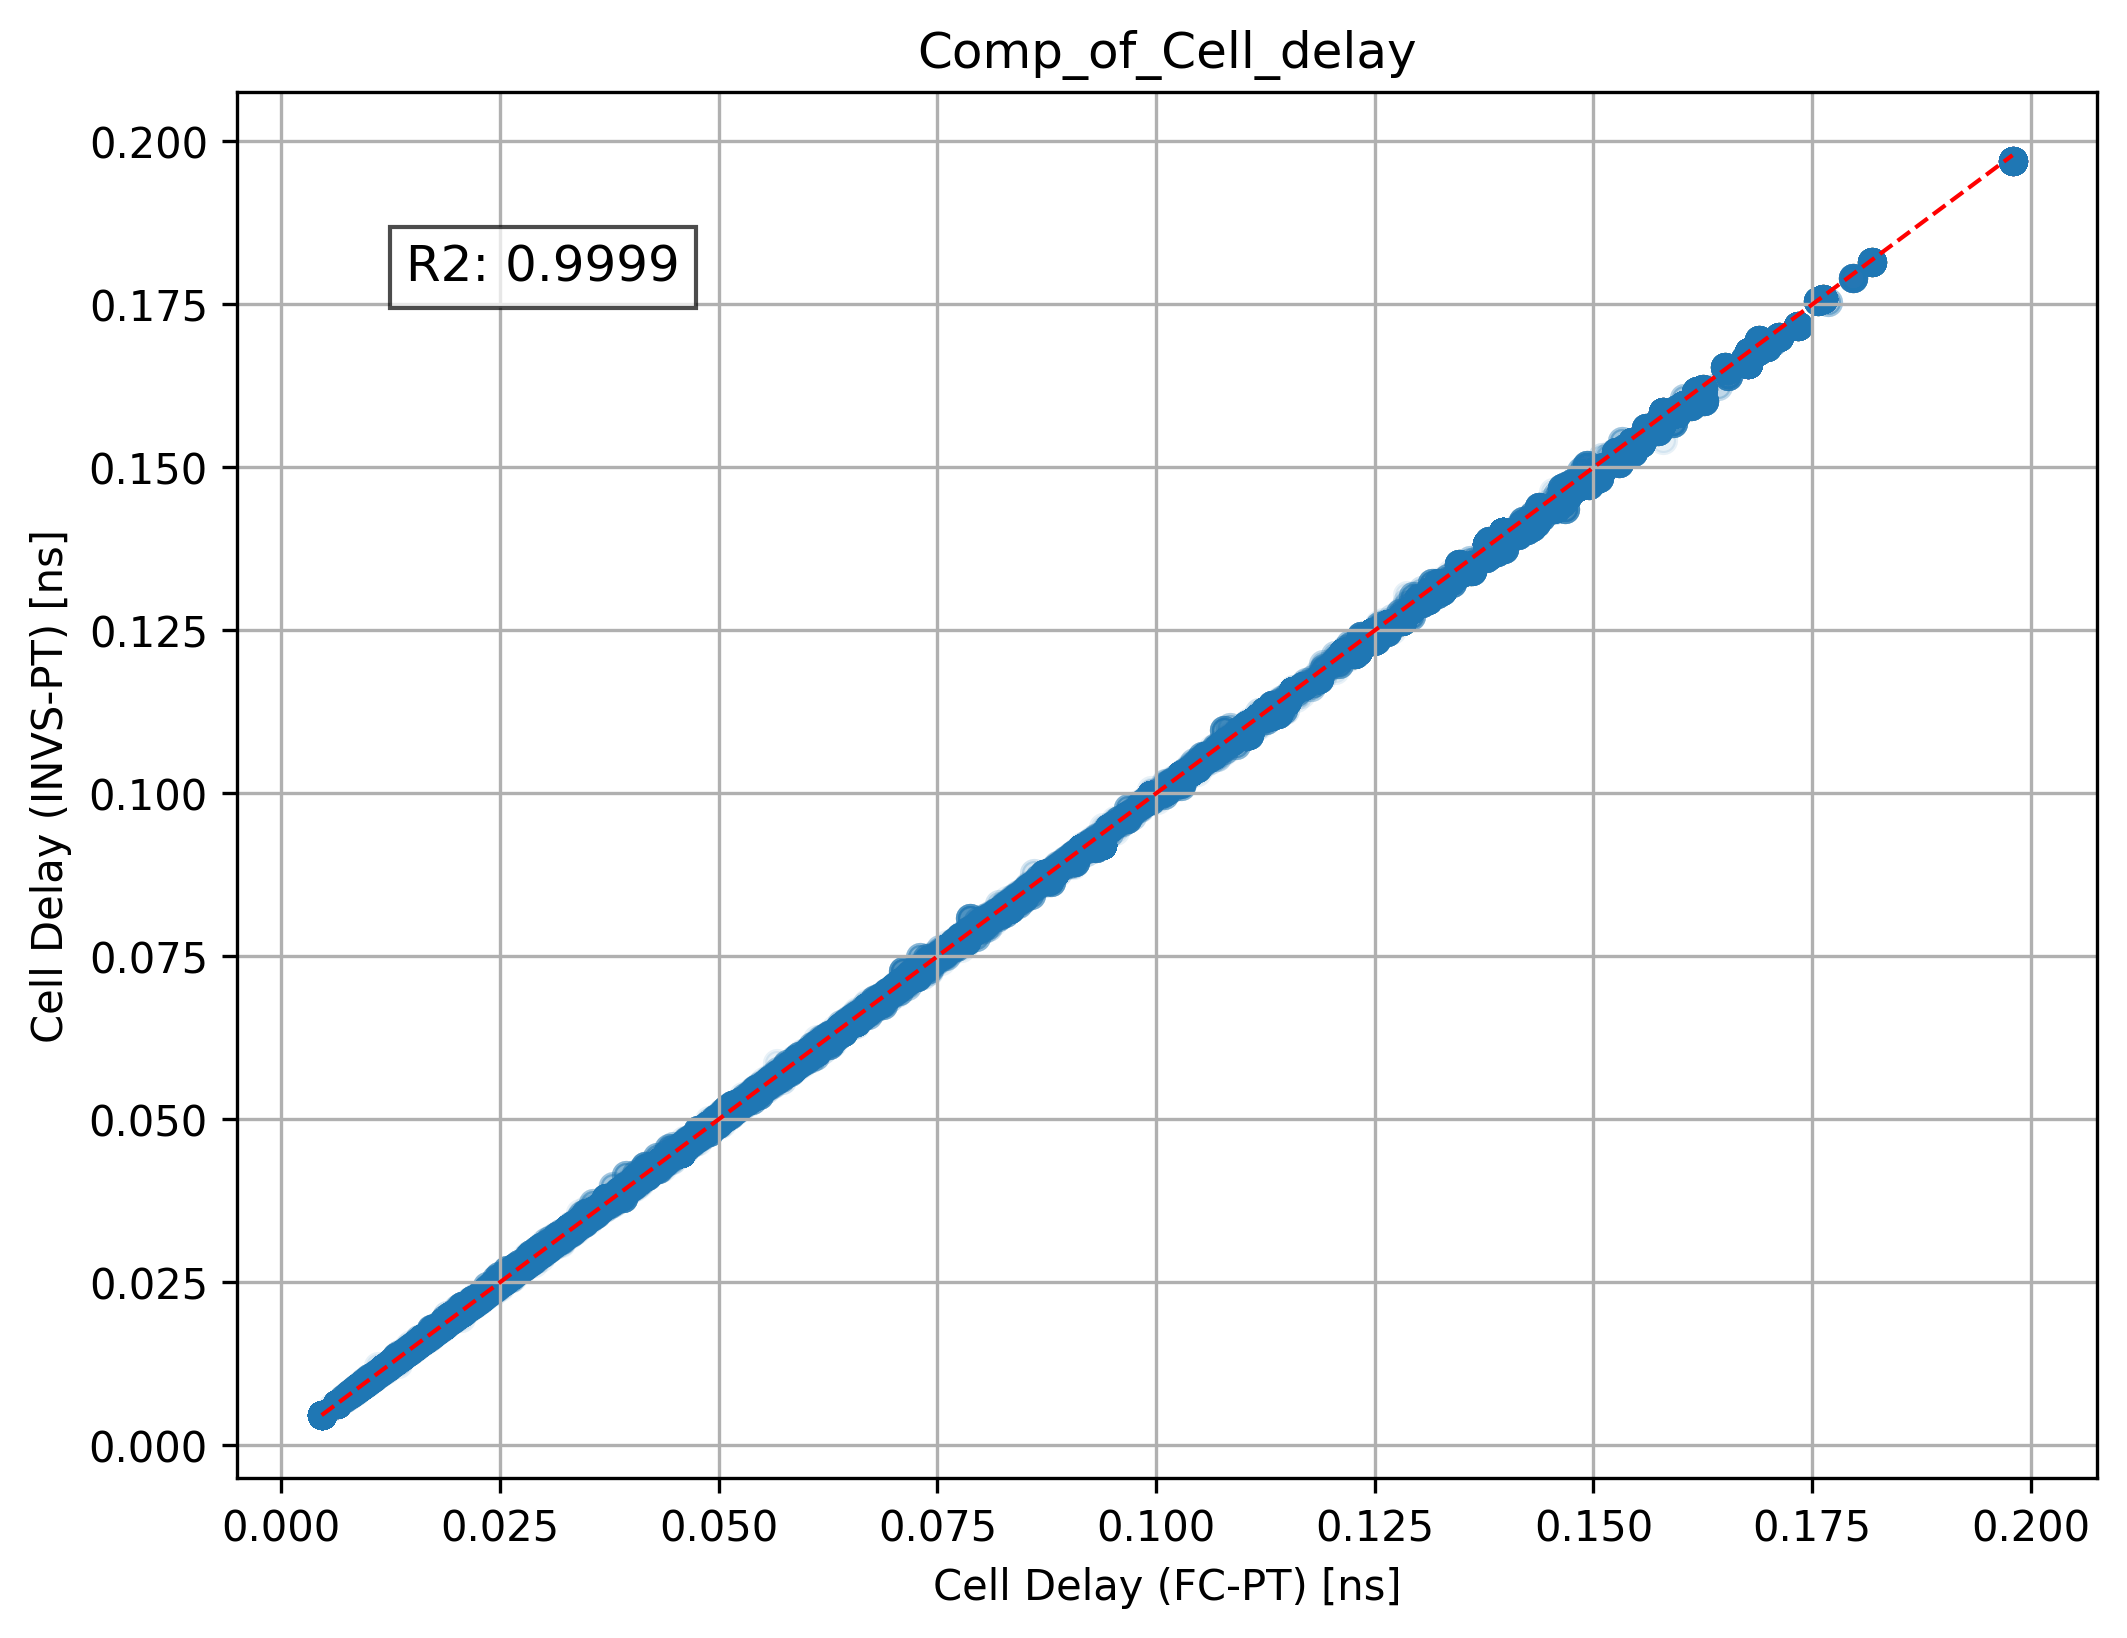 Comp_of_Cell_delay
R2: 0.9999
Cell Delay (INVS-PT) [ns]
0.200
0.175
0.150
0.125
0.100
0.075
0.050
0.025
0.000
0.000 0.025 0.050 0.075 0.100 0.125 0.150 0.175 0.200
Cell Delay (FC-PT) [ns]